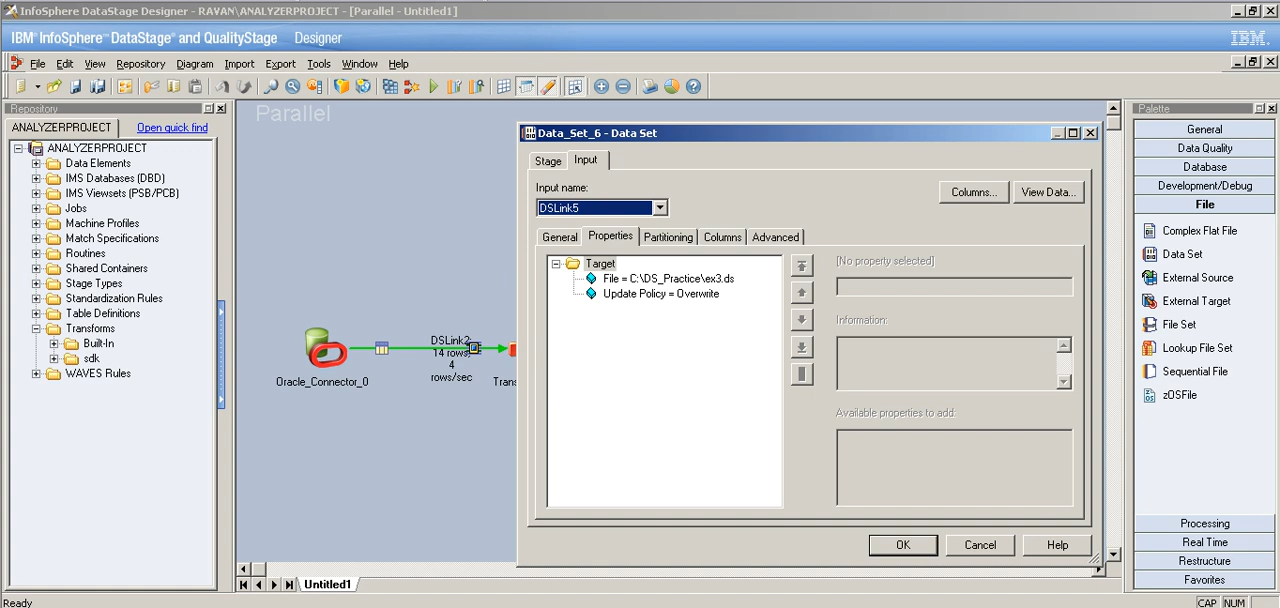 InfoSphere DataStage Designer - RAVAN\ANALYZERPROJECT - [Parallel - Untitled1]
IBM® InfoSphere™ DataStage® and QualityStage Designer
IBM.
File Edit View Repository Diagram Import Export Tools Window Help
Repository
ANALYZERPROJECT Open quick find
ANALYZERPROJECT
Data Elements
IMS Databases (DBD)
IMS Viewsets (PSB/PCB)
Jobs
Machine Profiles
Match Specifications
Routines
Shared Containers
Stage Types
Standardization Rules
Table Definitions
Transforms
Built-In
sdk
WAVES Rules
Parallel
Oracle_Connector_0
DSLink2
14 rows
4
rows/sec
Trans
Untitled1
Data_Set_6 - Data Set
Stage Input
Input name:
DSLink5
Columns... View Data...
General Properties Partitioning Columns Advanced
Target
File = C:\DS_Practice\ex3.ds
Update Policy = Overwrite
[No property selected]
Information:
Available properties to add:
OK Cancel Help
Palette
General
Data Quality
Database
Development/Debug
File
Complex Flat File
Data Set
External Source
External Target
File Set
Lookup File Set
Sequential File
zOSFile
Processing
Real Time
Restructure
Favorites
Ready
CAP NUM